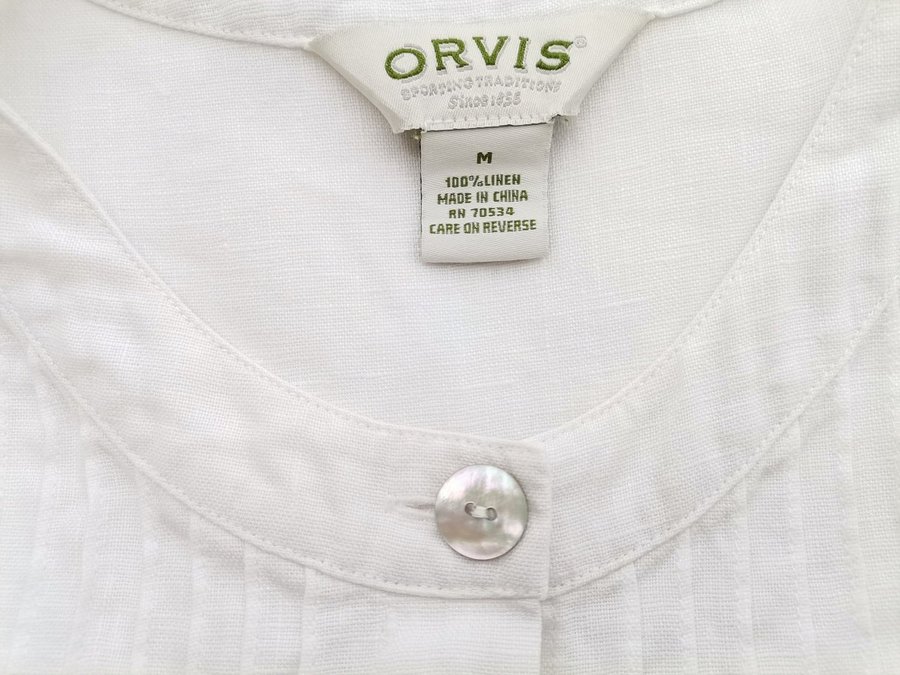 ORVIS®
SPORTING TRADITIONS
Since 1856
M
100% LINEN
MADE IN CHINA
RN 70534
CARE ON REVERSE